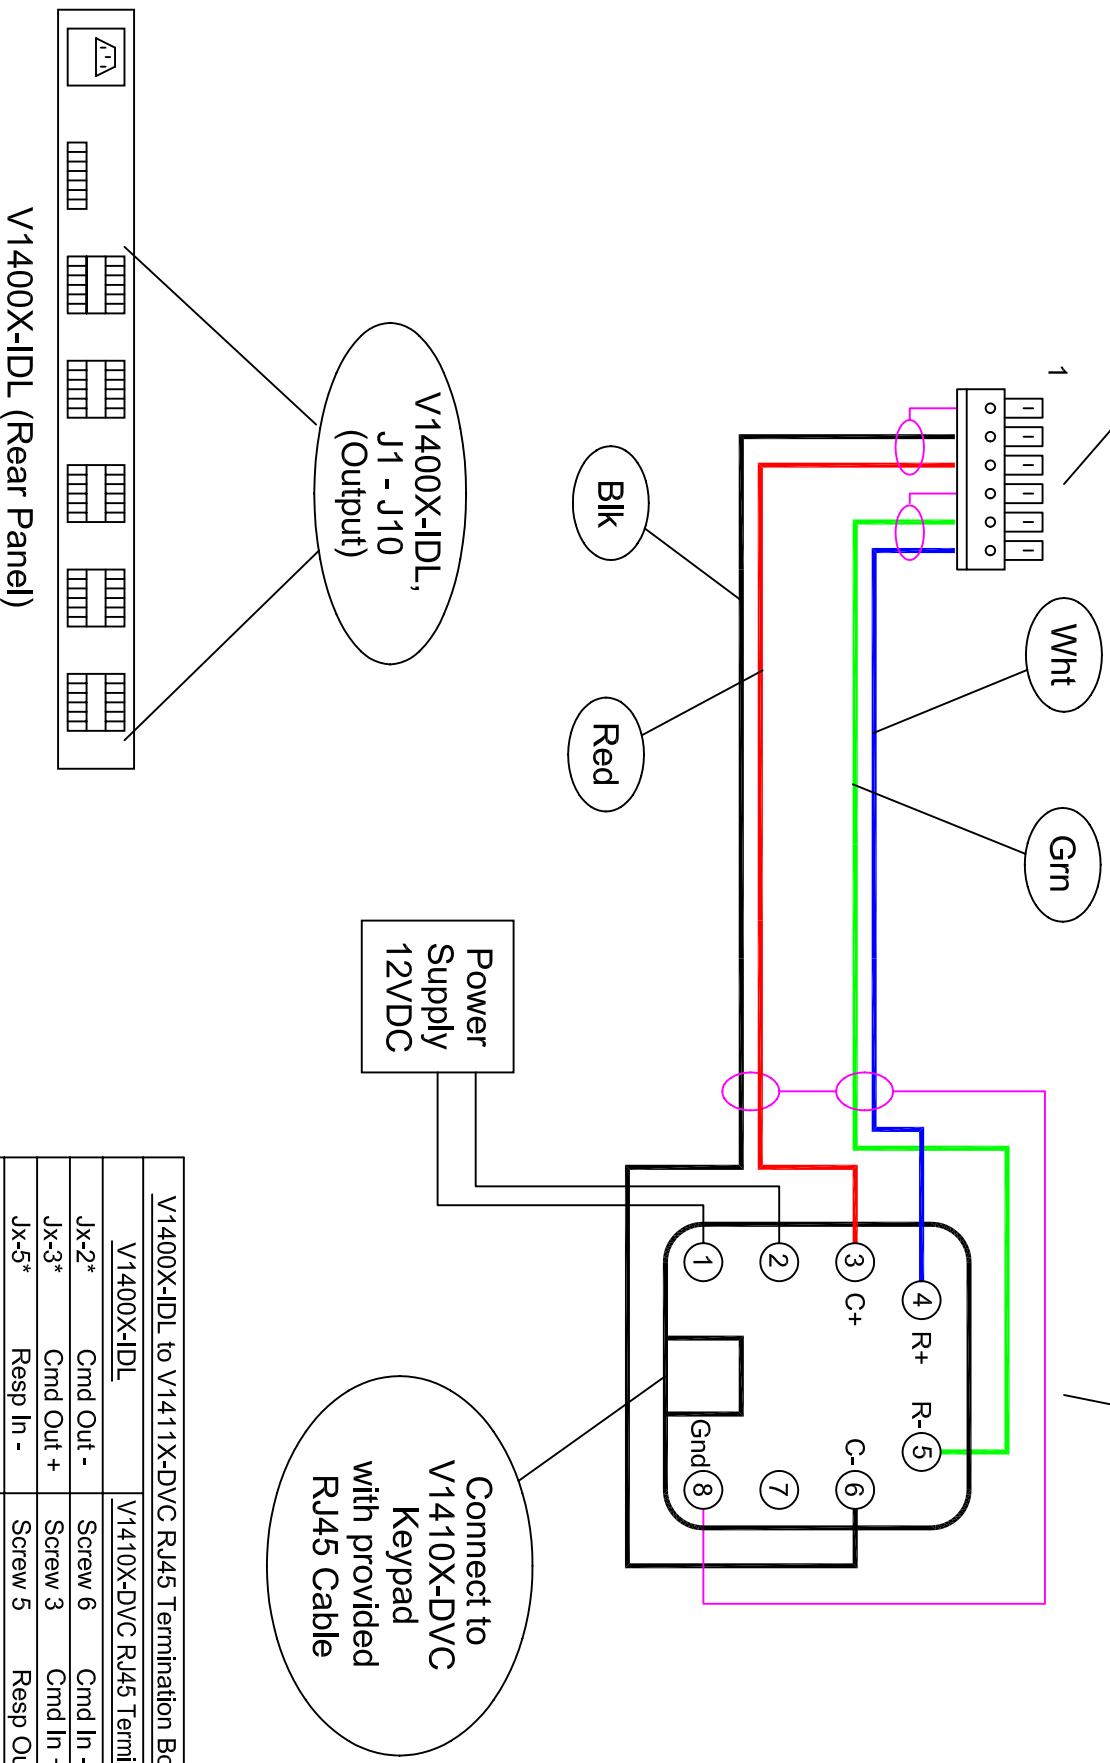 1
Wht
Grn
Blk
Red
V1400X-IDL,
J1 - J10
(Output)
V1400X-IDL (Rear Panel)
Power
Supply
12VDC
1
2
3
C+
4
R+
R-
5
C-
6
7
Gnd
8
Connect to
V1410X-DVC
Keypad
with provided
RJ45 Cable
V1400X-IDL to V1411X-DVC RJ45 Termination
V1400X-IDL V1410X-DVC RJ45
Jx-2* Cmd Out - Screw 6 Cmd In -
Jx-3* Cmd Out + Screw 3 Cmd In
Jx-5* Resp In - Screw 5 Resp